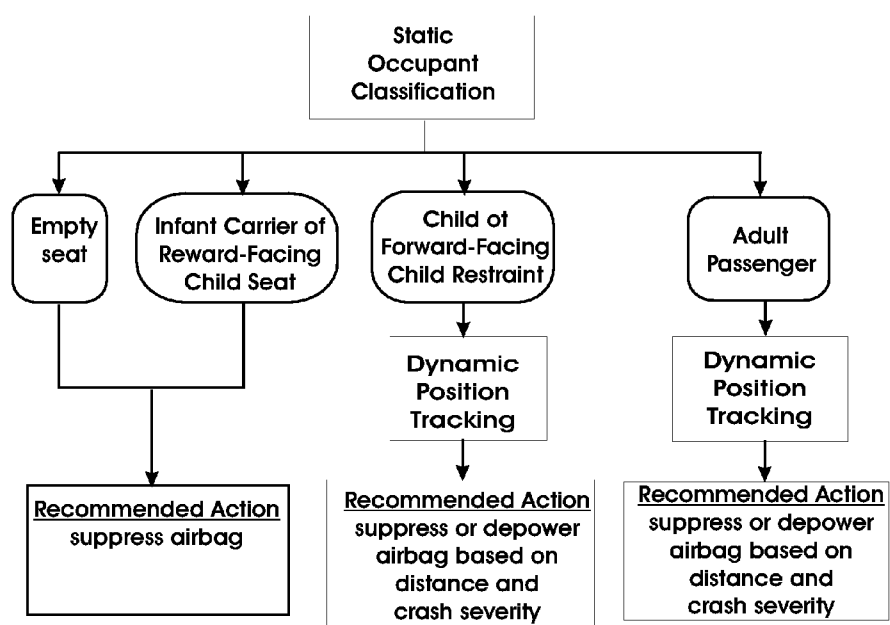 Static
Occupant
Classification
Empty
seat
Infant Carrier of
Reward-Facing
Child Seat
Child of
Forward-Facing
Child Restraint
Adult
Passenger
Dynamic
Position
Tracking
Dynamic
Position
Tracking
Recommended Action
suppress airbag
Recommended Action
suppress or depower
airbag based on
distance and
crash severity
Recommended Action
suppress or depower
airbag based on
distance and
crash severity